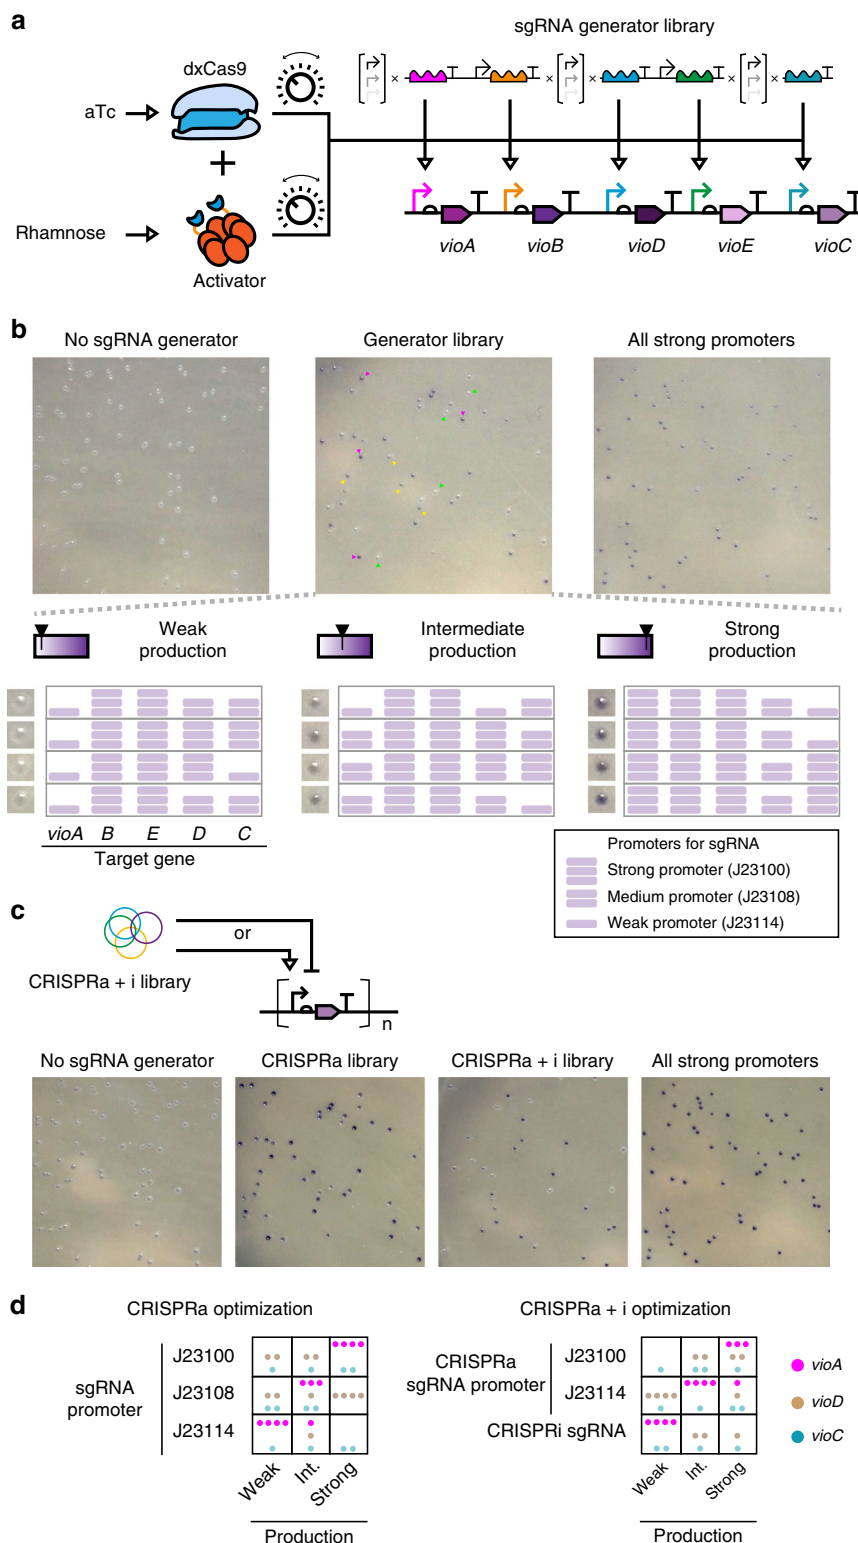 a
sgRNA generator library
dxCas9
aTc
×
×
×
×
×
+
Rhamnose
Activator
vioA
vioB
vioD
vioE
vioC
b
No sgRNA generator
Generator library
All strong promoters
Weak
production
Intermediate
production
Strong
production
vioA B E D C
Target gene
Promoters for sgRNA
Strong promoter (J23100)
Medium promoter (J23108)
Weak promoter (J23114)
c
or
CRISPRa + i library
n
No sgRNA generator
CRISPRa library
CRISPRa + i library
All strong promoters
d
CRISPRa optimization
sgRNA
promoter
J23100
J23108
J23114
Weak
Int.
Strong
Production
CRISPRa + i optimization
CRISPRa
sgRNA promoter
J23100
J23114
CRISPRi sgRNA
Weak
Int.
Strong
Production
vioA
vioD
vioC